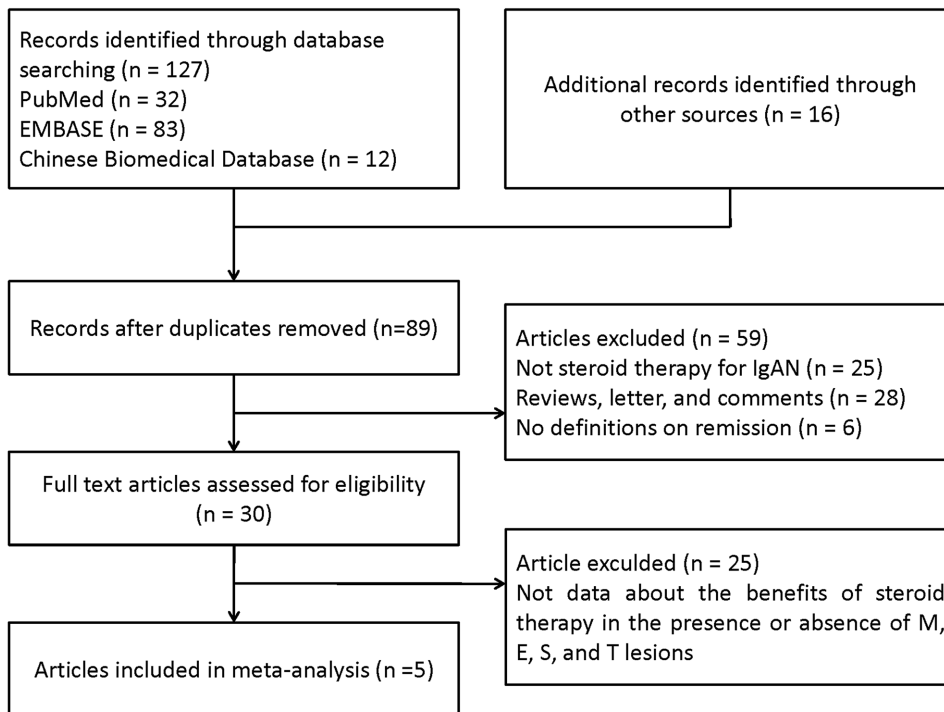 Records identified through database
searching (n = 127)
PubMed (n = 32)
EMBASE (n = 83)
Chinese Biomedical Database (n = 12)
Additional records identified through
other sources (n = 16)
Records after duplicates removed (n=89)
Articles excluded (n = 59)
Not steroid therapy for IgAN (n = 25)
Reviews, letter, and comments (n = 28)
No definitions on remission (n = 6)
Full text articles assessed for eligibility
(n = 30)
Article exculded (n = 25)
Not data about the benefits of steroid
therapy in the presence or absence of M,
E, S, and T lesions
Articles included in meta-analysis (n =5)